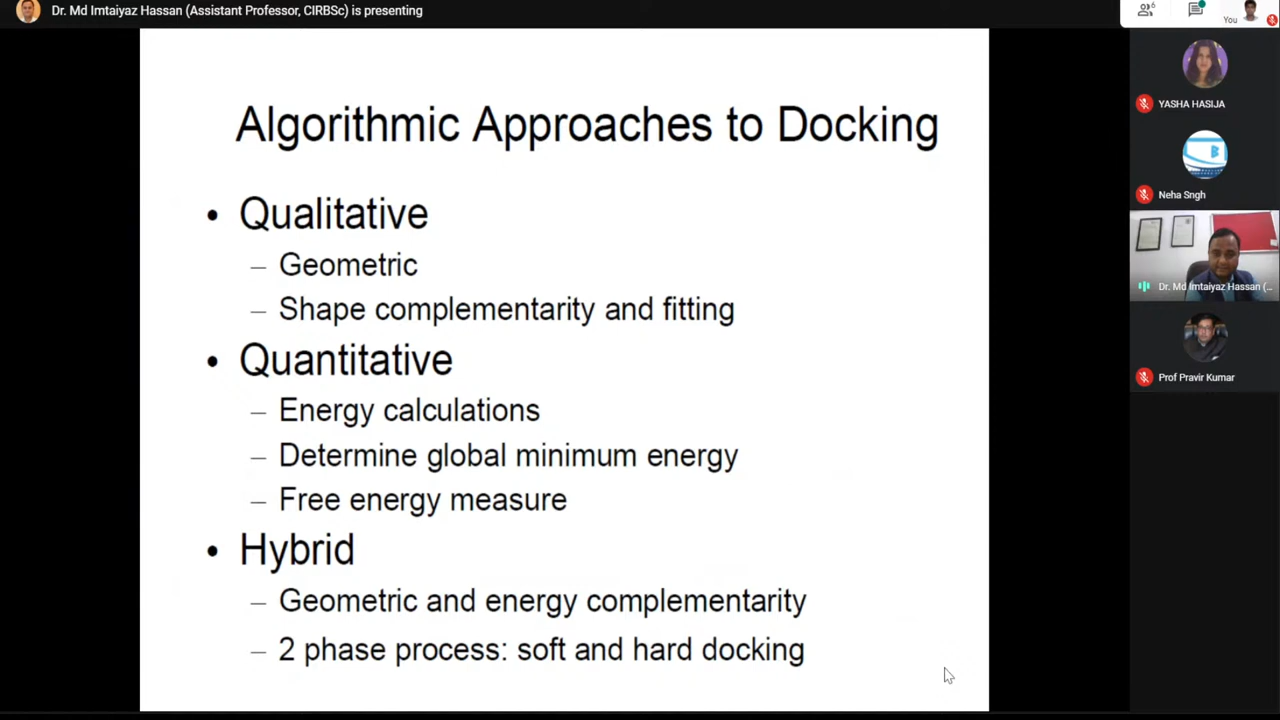 Dr. Md Imtaiyaz Hassan (Assistant Professor, CIRBSc) is presenting
6
You
Algorithmic Approaches to Docking
• Qualitative
– Geometric
– Shape complementarity and fitting
• Quantitative
– Energy calculations
– Determine global minimum energy
– Free energy measure
• Hybrid
– Geometric and energy complementarity
– 2 phase process: soft and hard docking
YASHA HASIJA
Neha Sngh
Dr. Md Imtaiyaz Hassan (...
Prof Pravir Kumar